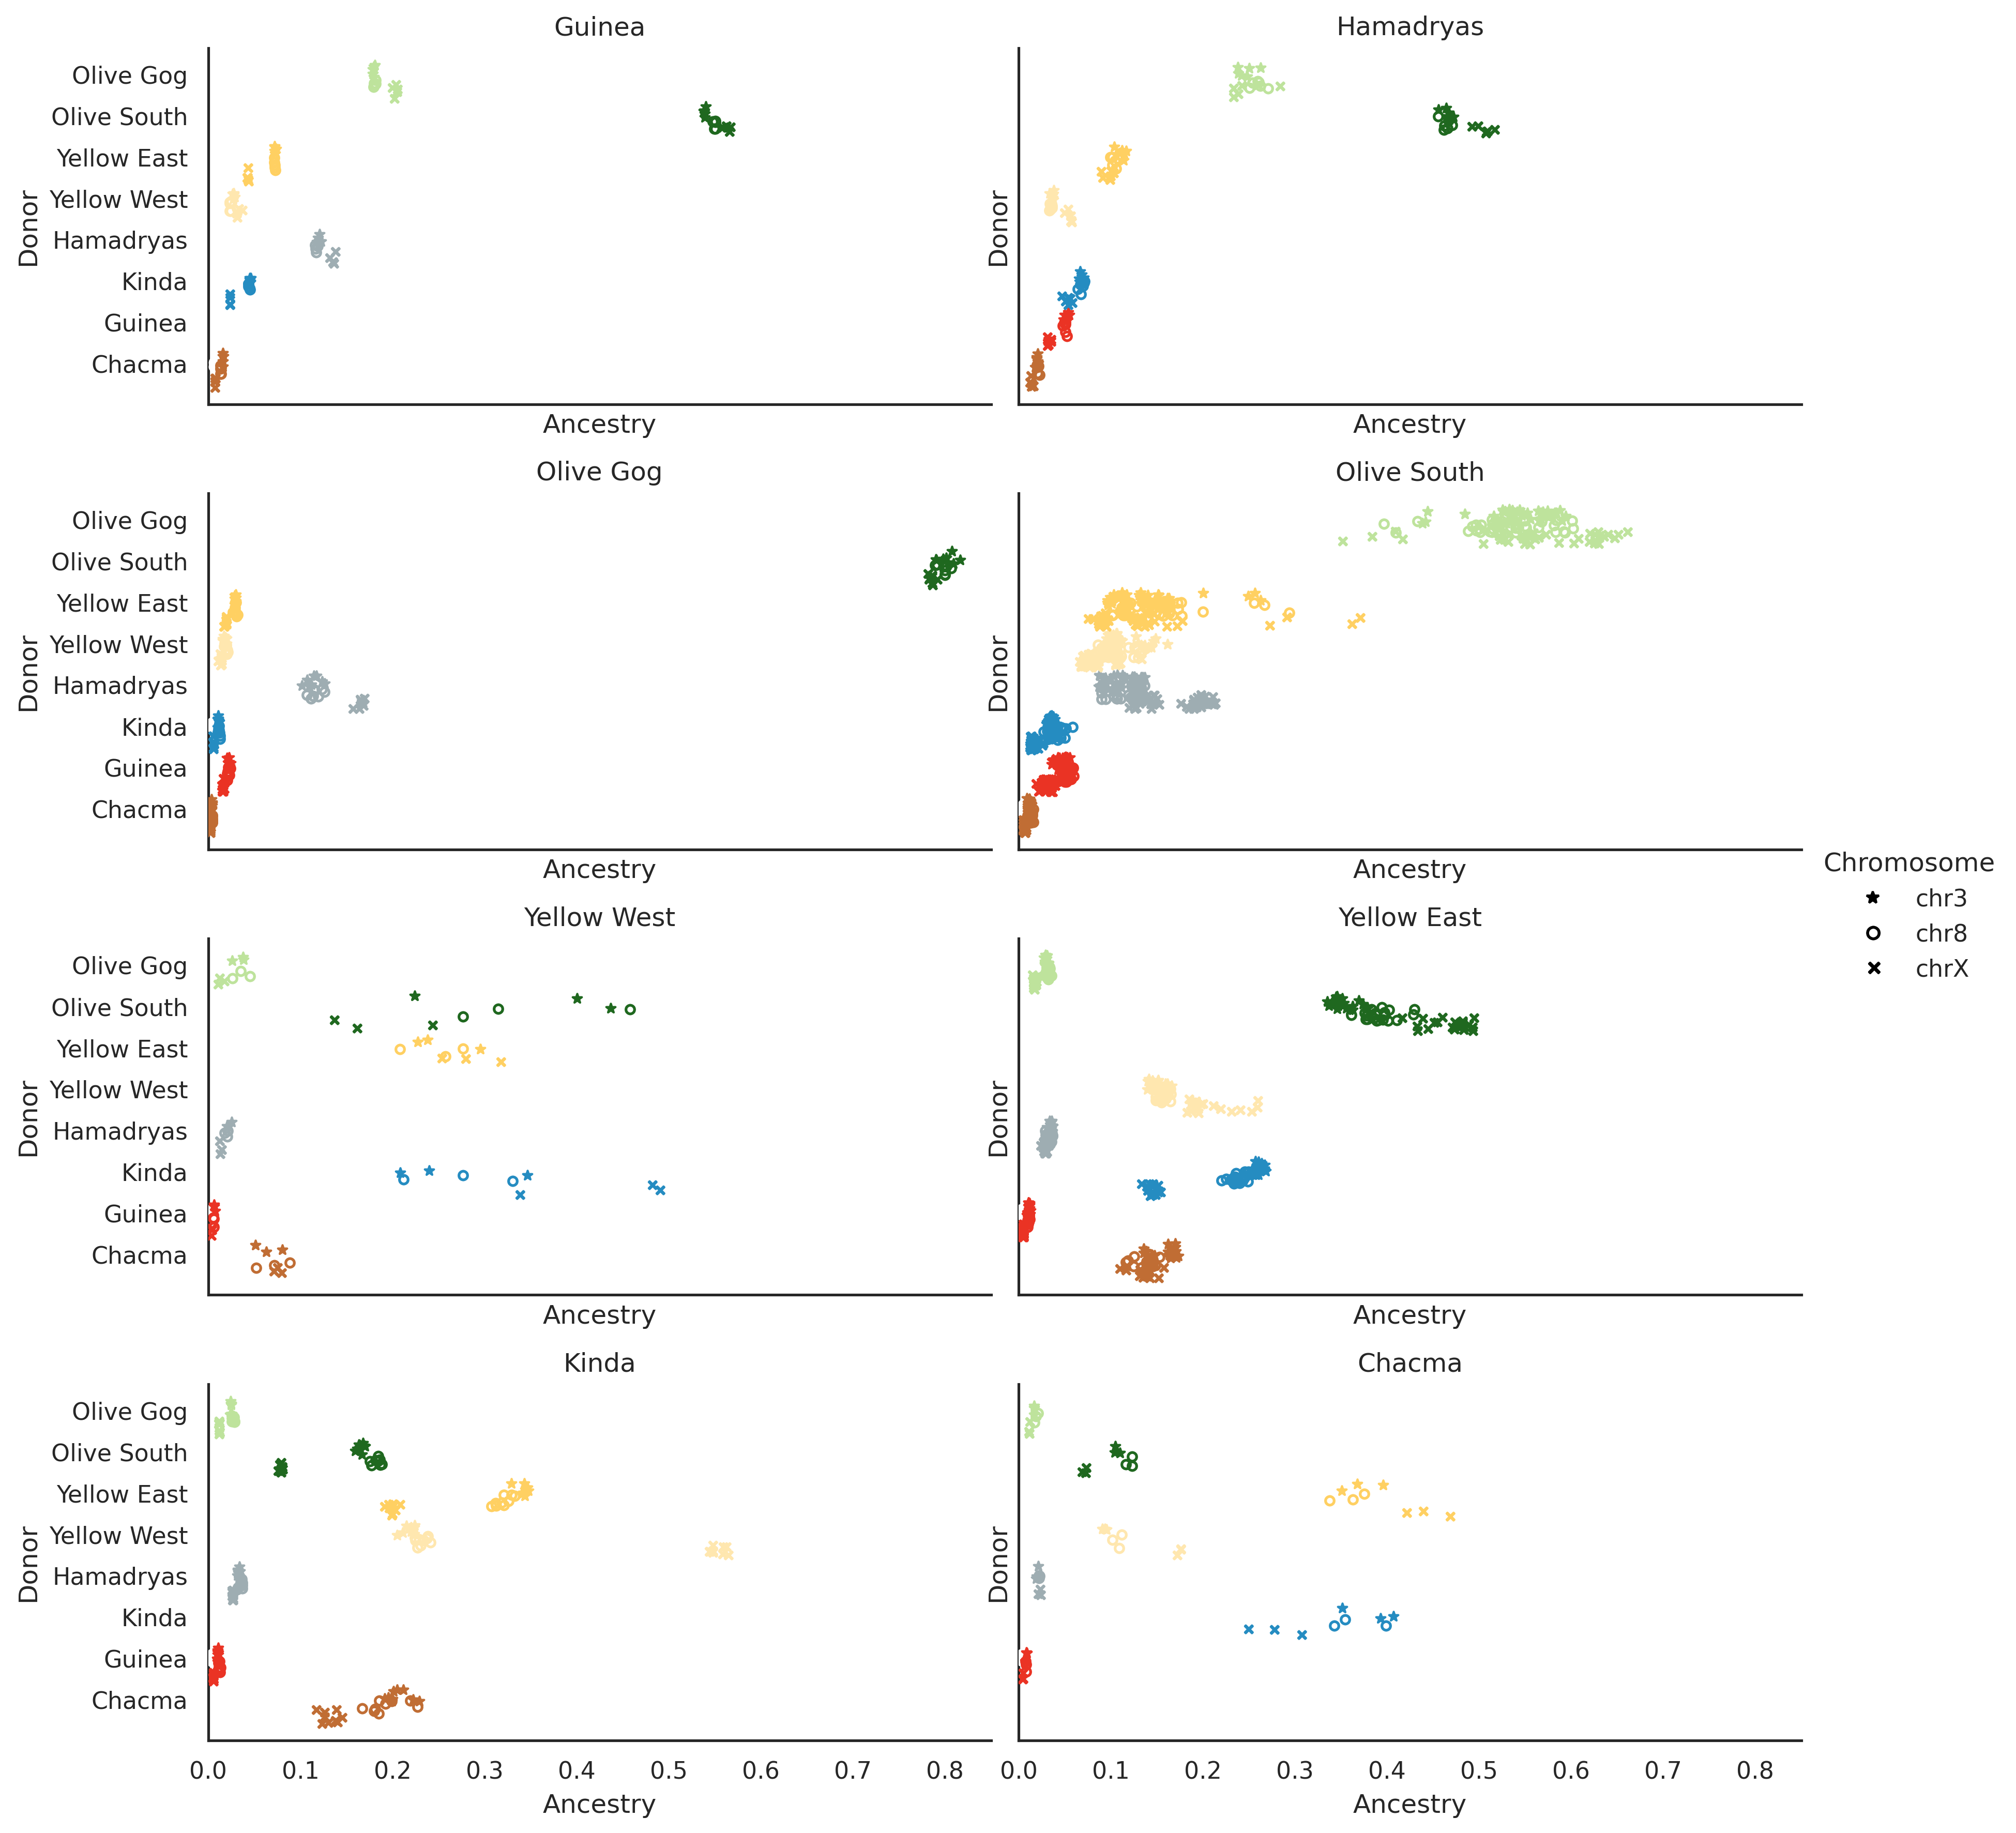 Guinea
Hamadryas
Donor
Olive Gog
Olive South
Yellow East
Yellow West
Hamadryas
Kinda
Guinea
Chacma
Donor
Ancestry
Ancestry
Olive Gog
Olive South
Donor
Olive Gog
Olive South
Yellow East
Yellow West
Hamadryas
Kinda
Guinea
Chacma
Donor
Ancestry
Ancestry
Chromosome
chr3
chr8
chrX
Yellow West
Yellow East
Donor
Olive Gog
Olive South
Yellow East
Yellow West
Hamadryas
Kinda
Guinea
Chacma
Donor
Ancestry
Ancestry
Kinda
Chacma
Donor
Olive Gog
Olive South
Yellow East
Yellow West
Hamadryas
Kinda
Guinea
Chacma
Donor
0.0 0.1 0.2 0.3 0.4 0.5 0.6 0.7 0.8
0.0 0.1 0.2 0.3 0.4 0.5 0.6 0.7 0.8
Ancestry
Ancestry